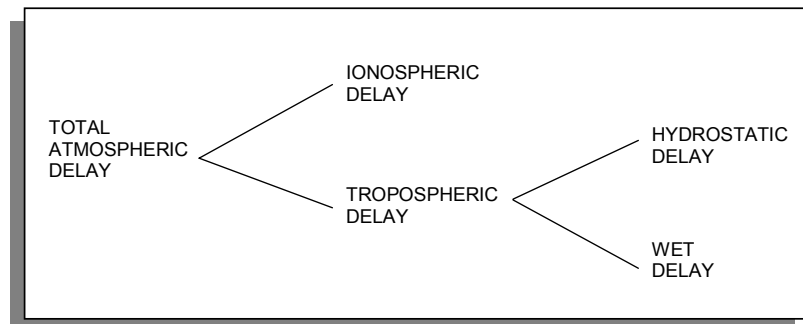 TOTAL
ATMOSPHERIC
DELAY
IONOSPHERIC
DELAY
TROPOSPHERIC
DELAY
HYDROSTATIC
DELAY
WET
DELAY